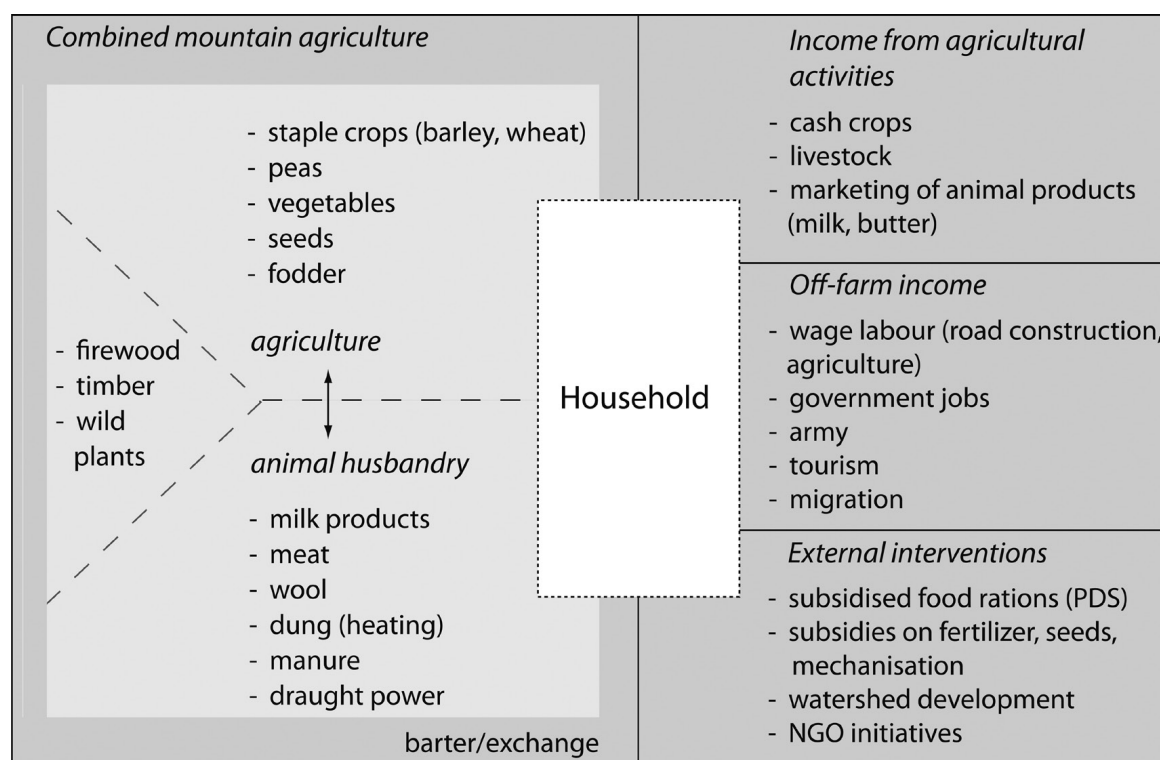 Combined mountain agriculture
- staple crops (barley, wheat)
- peas
- vegetables
- seeds
- fodder
- firewood
- timber
- wild
plants
agriculture
animal husbandry
- milk products
- meat
- wool
- dung (heating)
- manure
- draught power
barter/exchange
Household
Income from agricultural
activities
- cash crops
- livestock
- marketing of animal products
(milk, butter)
Off-farm income
- wage labour (road construction,
agriculture)
- government jobs
- army
- tourism
- migration
External interventions
- subsidised food rations (PDS)
- subsidies on fertilizer, seeds,
mechanisation
- watershed development
- NGO initiatives